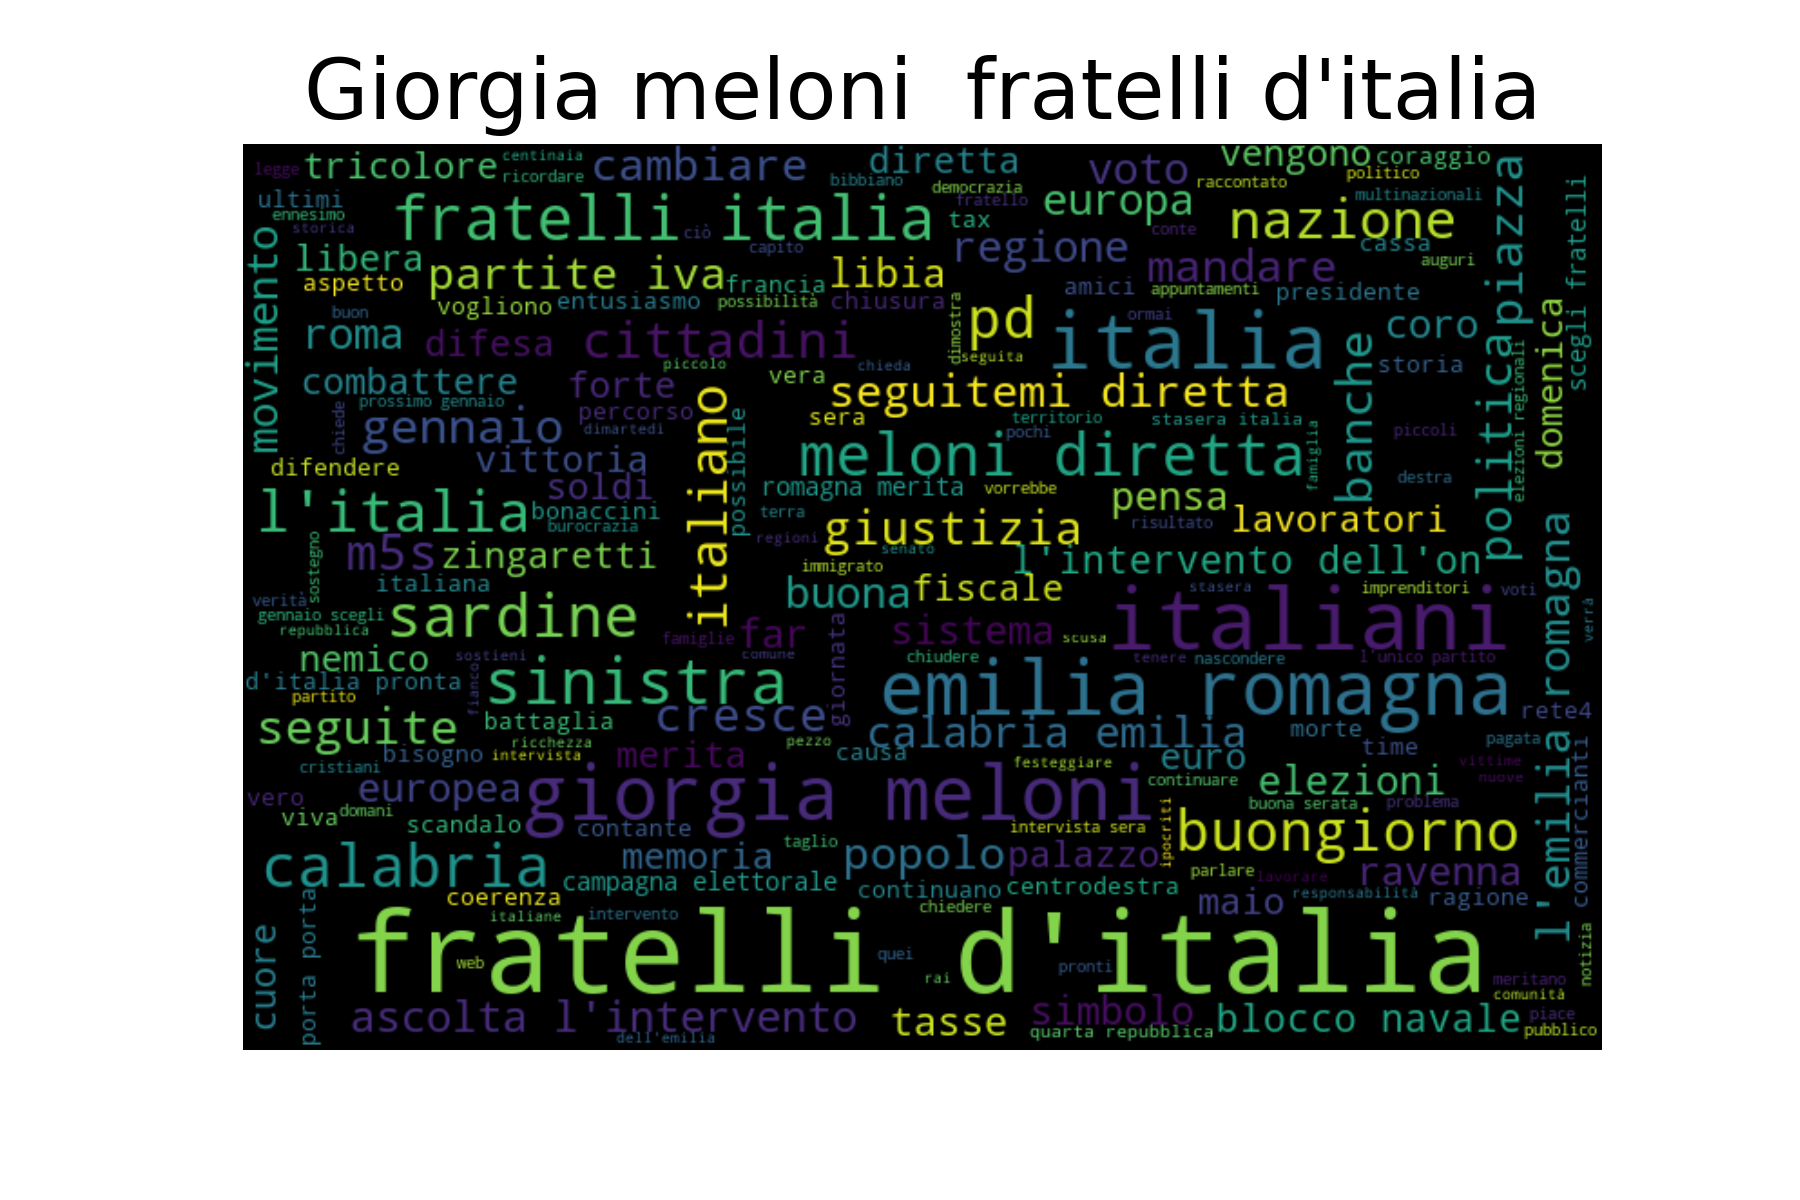 Giorgia meloni  fratelli d'italia
legge tricolore centinaia ricordare cambiare diretta voto vengono coraggio
bibbiano democrazia raccontato politico
ultimi ennesimo storica fratelli italia ciò fratello tax europa nazione multinazionali
libera capito regione conte cassa auguri
aspetto partite iva francia libia mandare
vogliono entusiasmo possibilità chiusura amici appuntamenti presidente
movimento buon roma difesa cittadini dimostra pd ormai italia coro
piccolo chieda seguita storia
combattere forte vera seguitemi diretta banche politica piazza domenica scegli fratelli
prossimo gennaio percorso sera territorio stasera italia
chiede gennaio dimartedì italiano possibile pochi famiglia piccoli elezioni regionali
difendere vittoria meloni diretta destra
soldi romagna merita vorrebbe pensa
l'italia bonaccini burocrazia terra giustizia risultato lavoratori
sostegno m5s zingaretti regioni senato l'intervento dell'on
italiana immigrato
verità buona fiscale stasera imprenditori voti
gennaio scegli sardine
repubblica famiglie far giornata sistema scusa italiani verrà
nemico sostieni comune chiudere tenere nascondere l'unico partito
d'italia pronta fianco sinistra emilia romagna l'emilia romagna
partito
seguite battaglia cresce calabria emilia morte rete4
ricchezza pezzo
bisogno intervista merita causa euro time pagata
cristiani festeggiare vittime
vero europea giorgia meloni continuare elezioni nuove commercianti
viva domani buona serata problema
scandalo contante intervista sera ipocriti buongiorno
calabria memoria taglio popolo palazzo parlare lavorare ravenna
campagna elettorale continuano centrodestra responsabilità ragione
coerenza chiedere maio
cuore porta porta italiane intervento
fratelli d'italia notizia
web quei rai pronti meritano
comunità
ascolta l'intervento tasse simbolo blocco navale piace
dell'emilia quarta repubblica pubblico